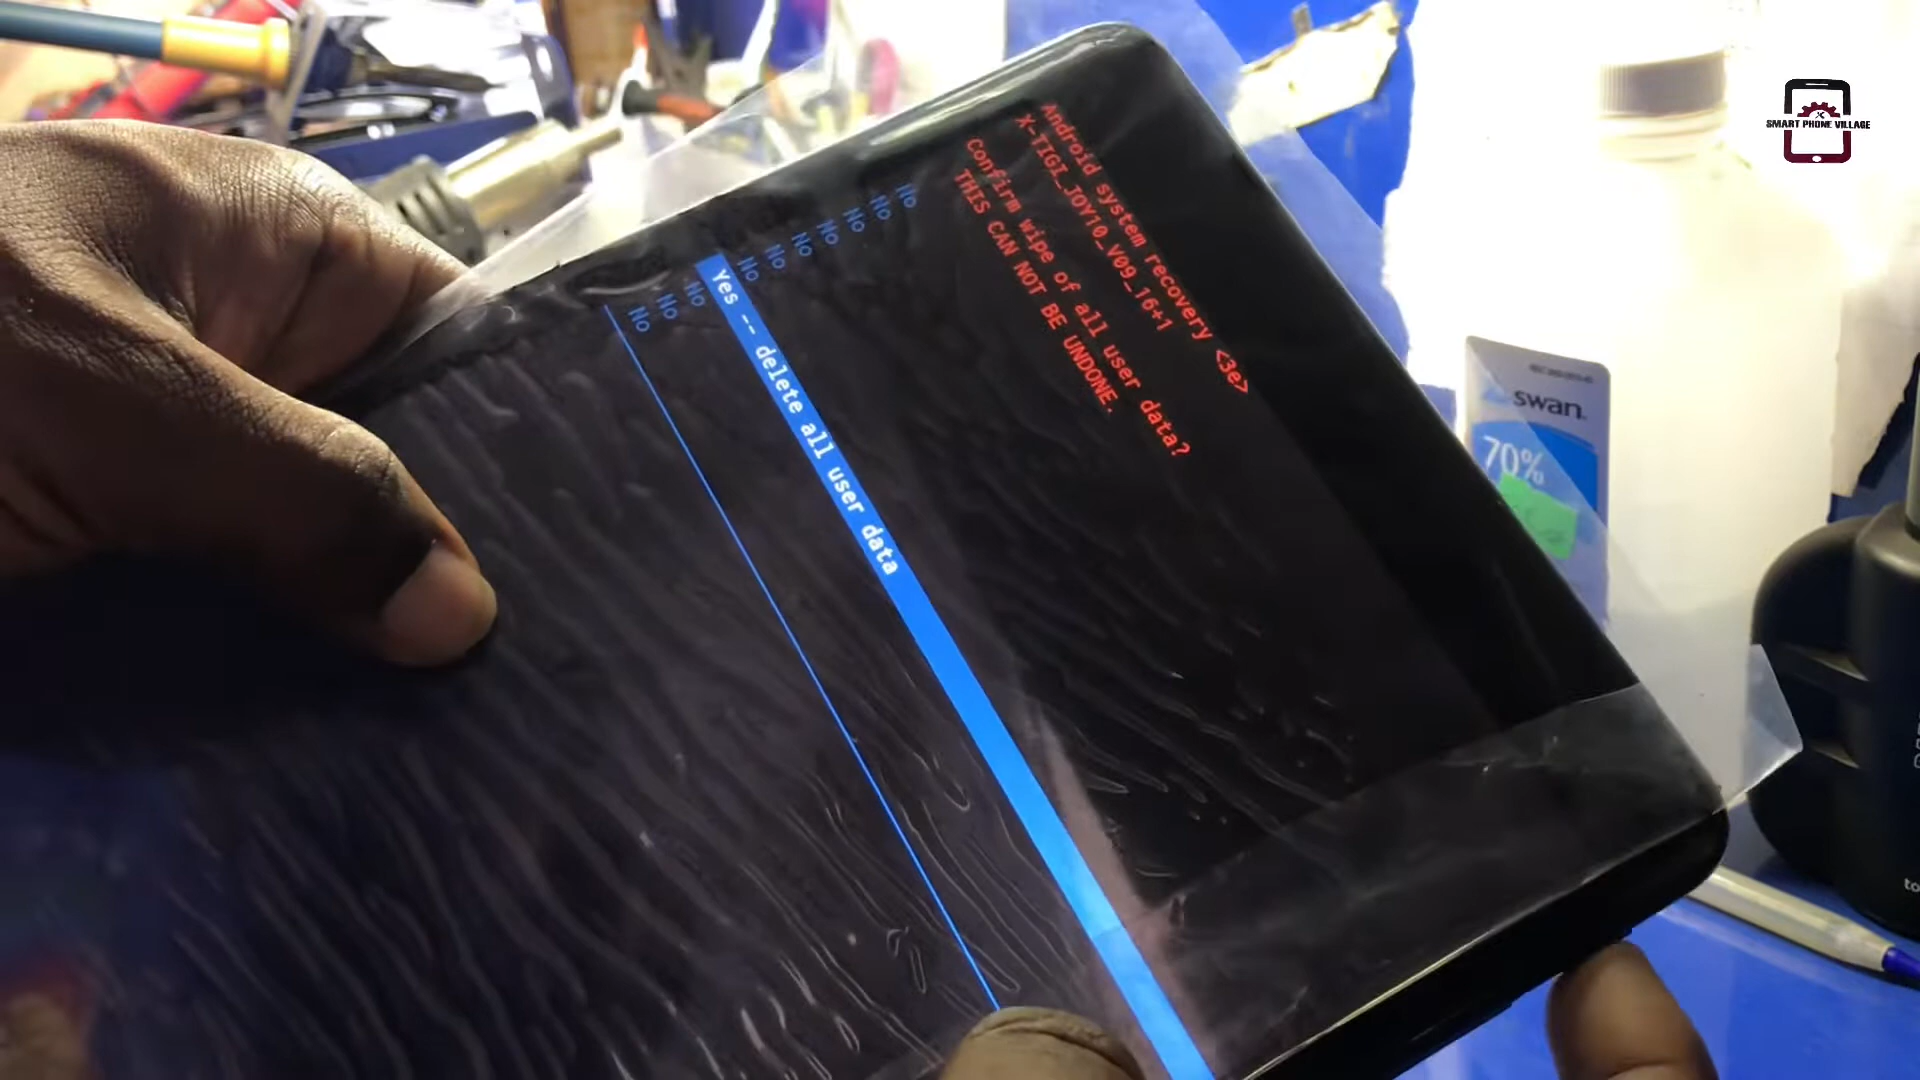 Android system recovery <3e>
X-TIGI_JOY10_V09_16+1
Confirm wipe of all user data?
THIS CAN NOT BE UNDONE.
No
No
No
No
No
No
No
Yes -- delete all user data
No
No
No
SMART PHONE VILLAGE
swan
70%